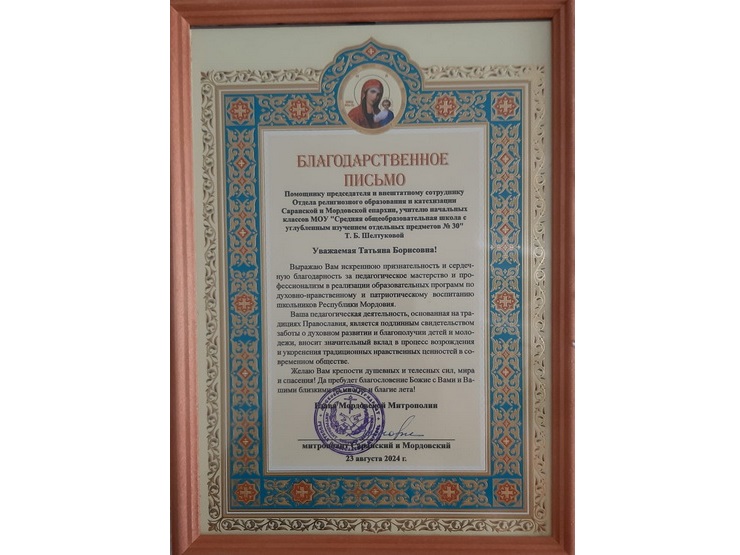 БЛАГОДАРСТВЕННОЕ
ПИСЬМО
Помощнику председателя и внештатному сотруднику
Отдела религиозного образования и катехизации
Саранской и Мордовской епархии, учителю начальных
классов МОУ "Средняя общеобразовательная школа с
углубленным изучением отдельных предметов № 30"
Т. Б. Шелтуковой
Уважаемая Татьяна Борисовна!
Выражаю Вам искреннюю признательность и сердеч-
ную благодарность за педагогическое мастерство и про-
фессионализм в реализации образовательных программ по
духовно-нравственному и патриотическому воспитанию
школьников Республики Мордовия.
Ваша педагогическая деятельность, основанная на тра-
дициях Православия, является подлинным свидетельством
заботы о духовном развитии и благополучии детей и моло-
дежи, вносит значительный вклад в процесс возрождения
и укоренения традиционных нравственных ценностей в со-
временном обществе.
Желаю Вам крепости душевных и телесных сил, мира
и спасения! Да пребудет благословение Божие с Вами и Ва-
шими близкими на многая и благие лета!
Глава Мордовской Митрополии
митрополит Саранский и Мордовский
23 августа 2024 г.